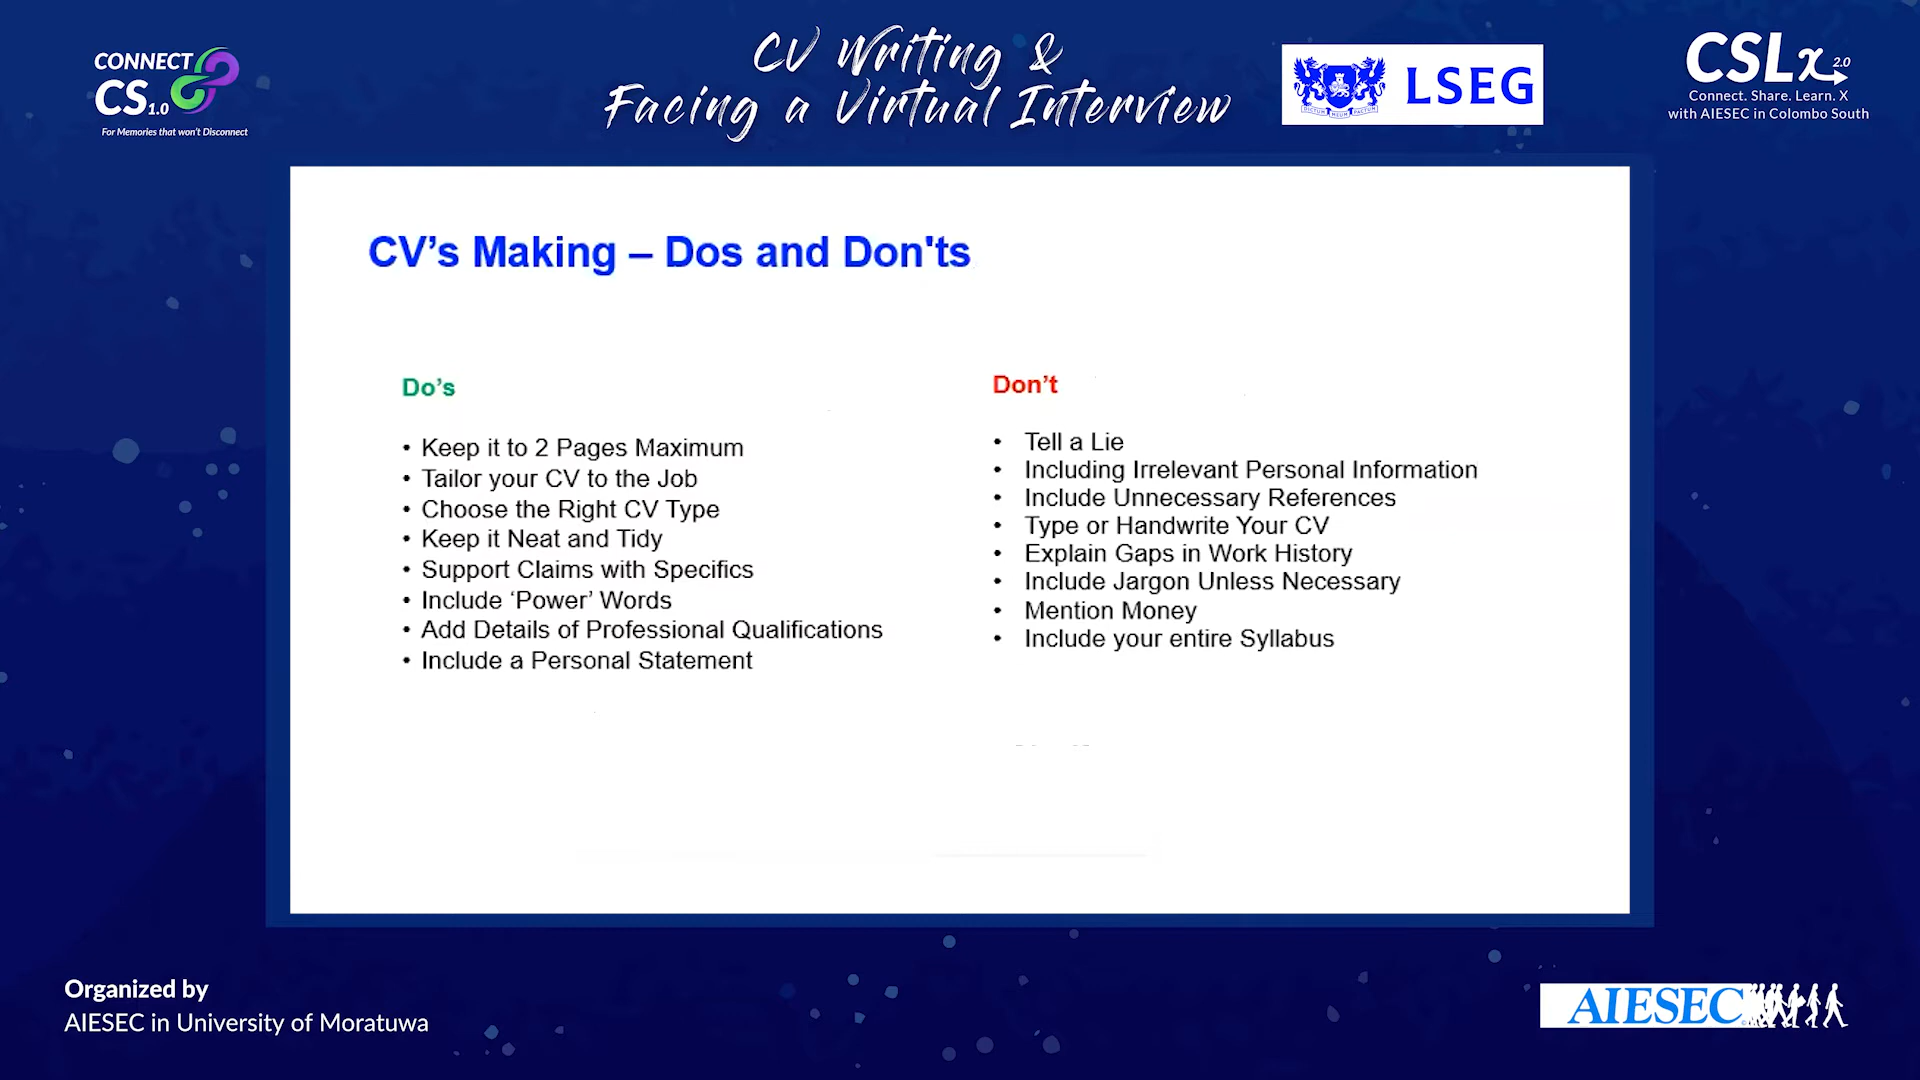 CONNECT
CS 1.0
For Memories that won't Disconnect
CV Writing &
Facing a Virtual Interview
LSEG
CSLx 2.0
Connect. Share. Learn. X
with AIESEC in Colombo South
CV’s Making – Dos and Don'ts
Do’s
• Keep it to 2 Pages Maximum
• Tailor your CV to the Job
• Choose the Right CV Type
• Keep it Neat and Tidy
• Support Claims with Specifics
• Include ‘Power’ Words
• Add Details of Professional Qualifications
• Include a Personal Statement
Don’t
• Tell a Lie
• Including Irrelevant Personal Information
• Include Unnecessary References
• Type or Handwrite Your CV
• Explain Gaps in Work History
• Include Jargon Unless Necessary
• Mention Money
• Include your entire Syllabus
Organized by
AIESEC in University of Moratuwa
AIESEC